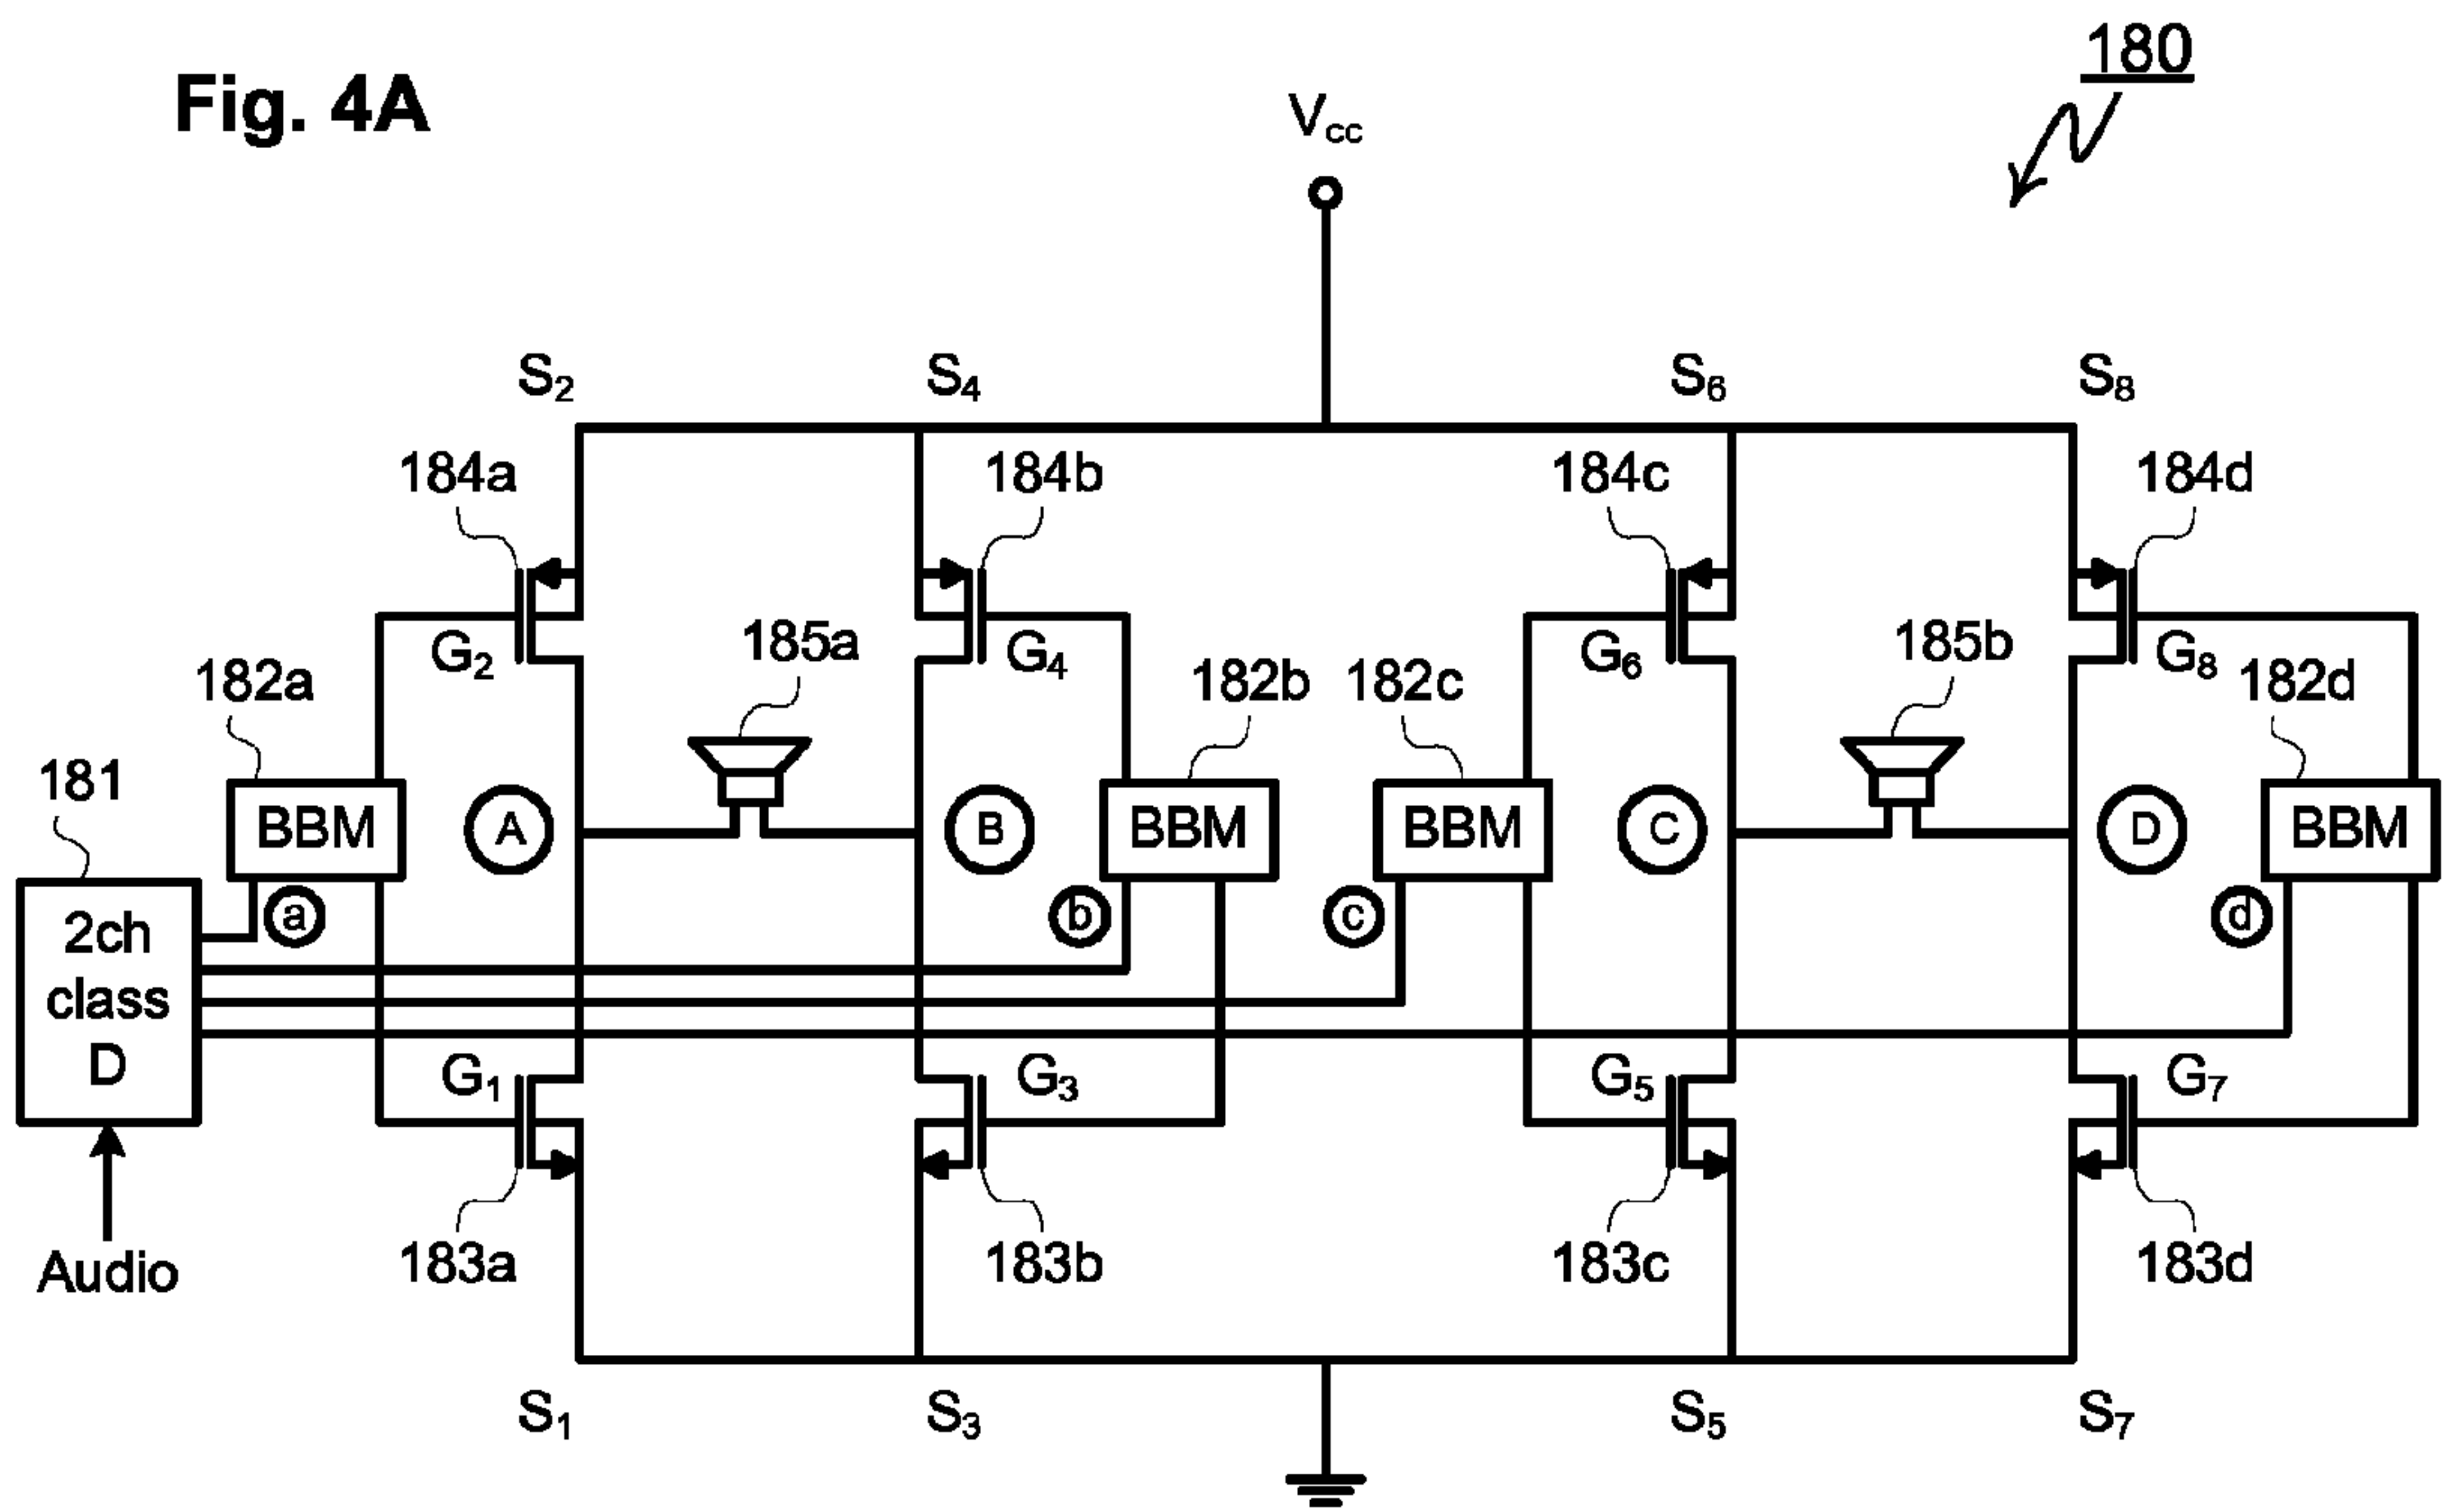 180
Fig. 4A
Vcc
S2 S4 S6 S8
184a 184b 184c 184d
185a 185b
G2 G4 G6 G8
182a 182b 182c 182d
181
BBM A B BBM BBM C D BBM
a b c d
2ch
class
D
G1 G3 G5 G7
Audio
183a 183b 183c 183d
S1 S3 S5 S7